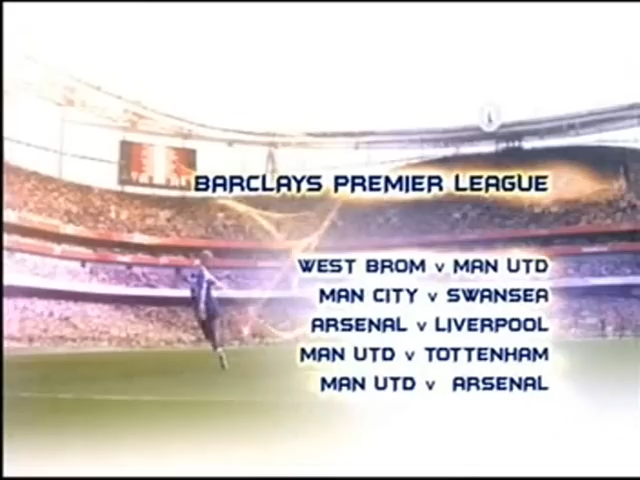 BARCLAYS PREMIER LEAGUE
WEST BROM v MAN UTD
MAN CITY v SWANSEA
ARSENAL v LIVERPOOL
MAN UTD v TOTTENHAM
MAN UTD v ARSENAL